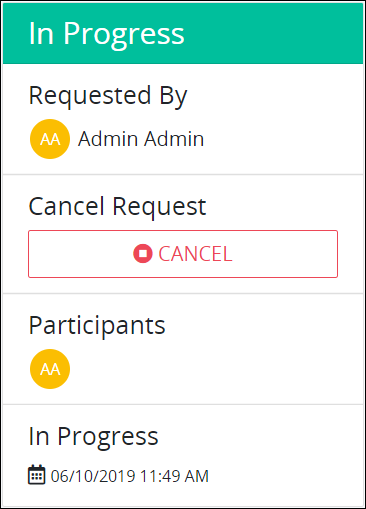 In Progress
Requested By
AA Admin Admin
Cancel Request
CANCEL
Participants
AA
In Progress
06/10/2019 11:49 AM